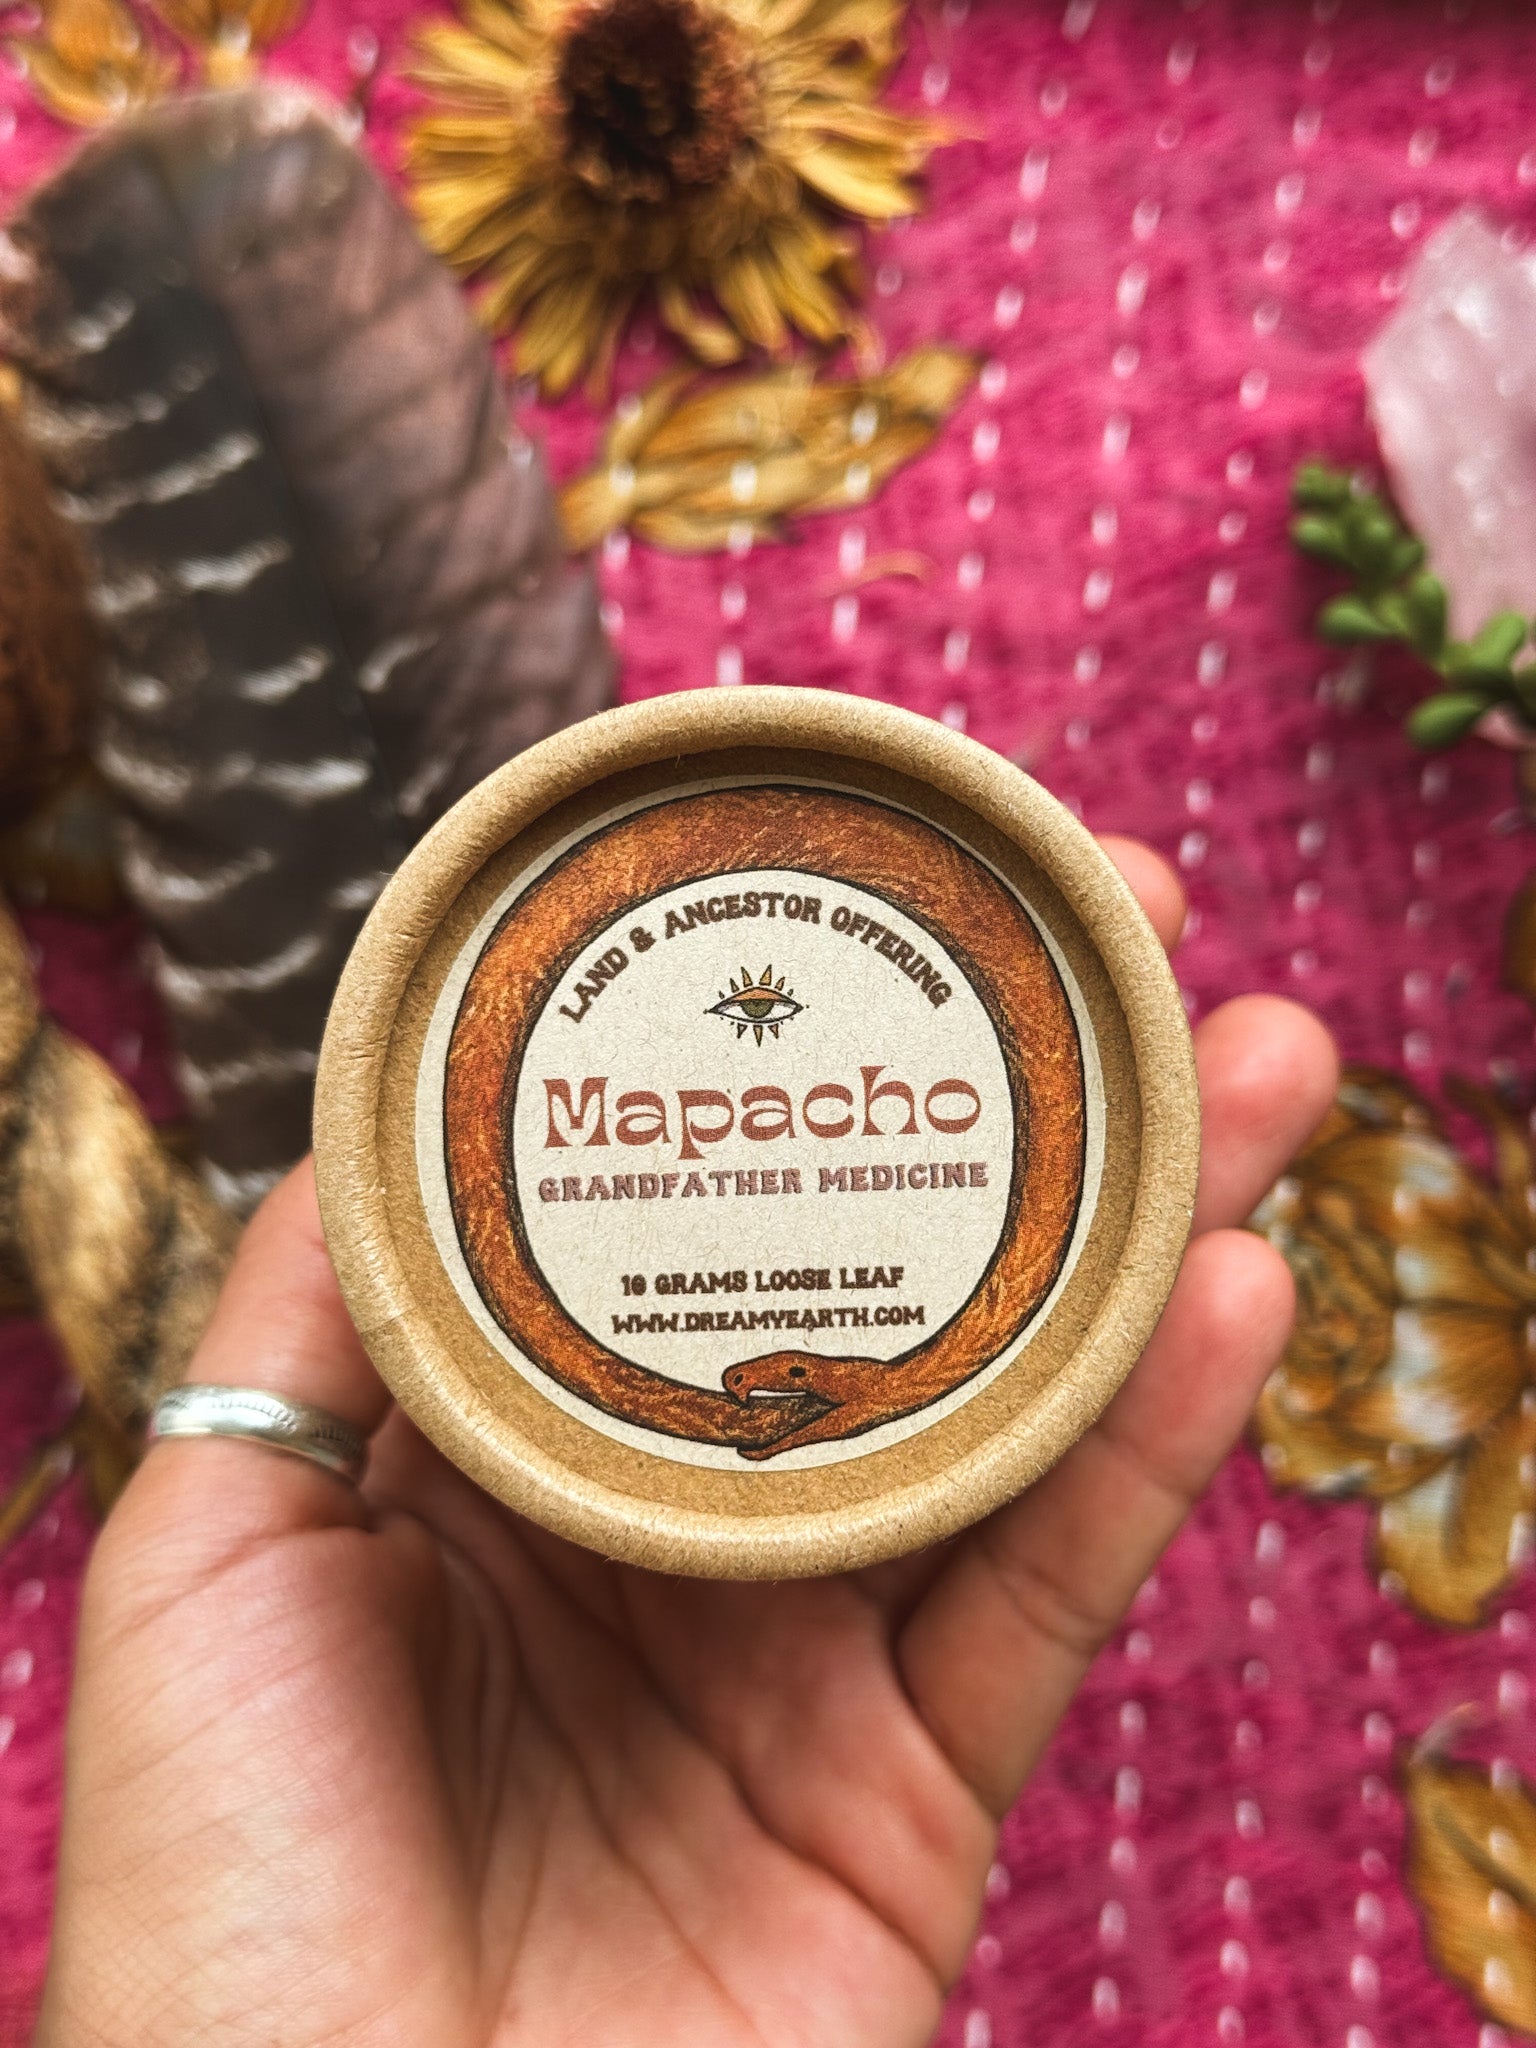 LAND & ANCESTOR OFFERING
Mapacho
GRANDFATHER MEDICINE
10 GRAMS LOOSE LEAF
WWW.DREAMYEARTH.COM